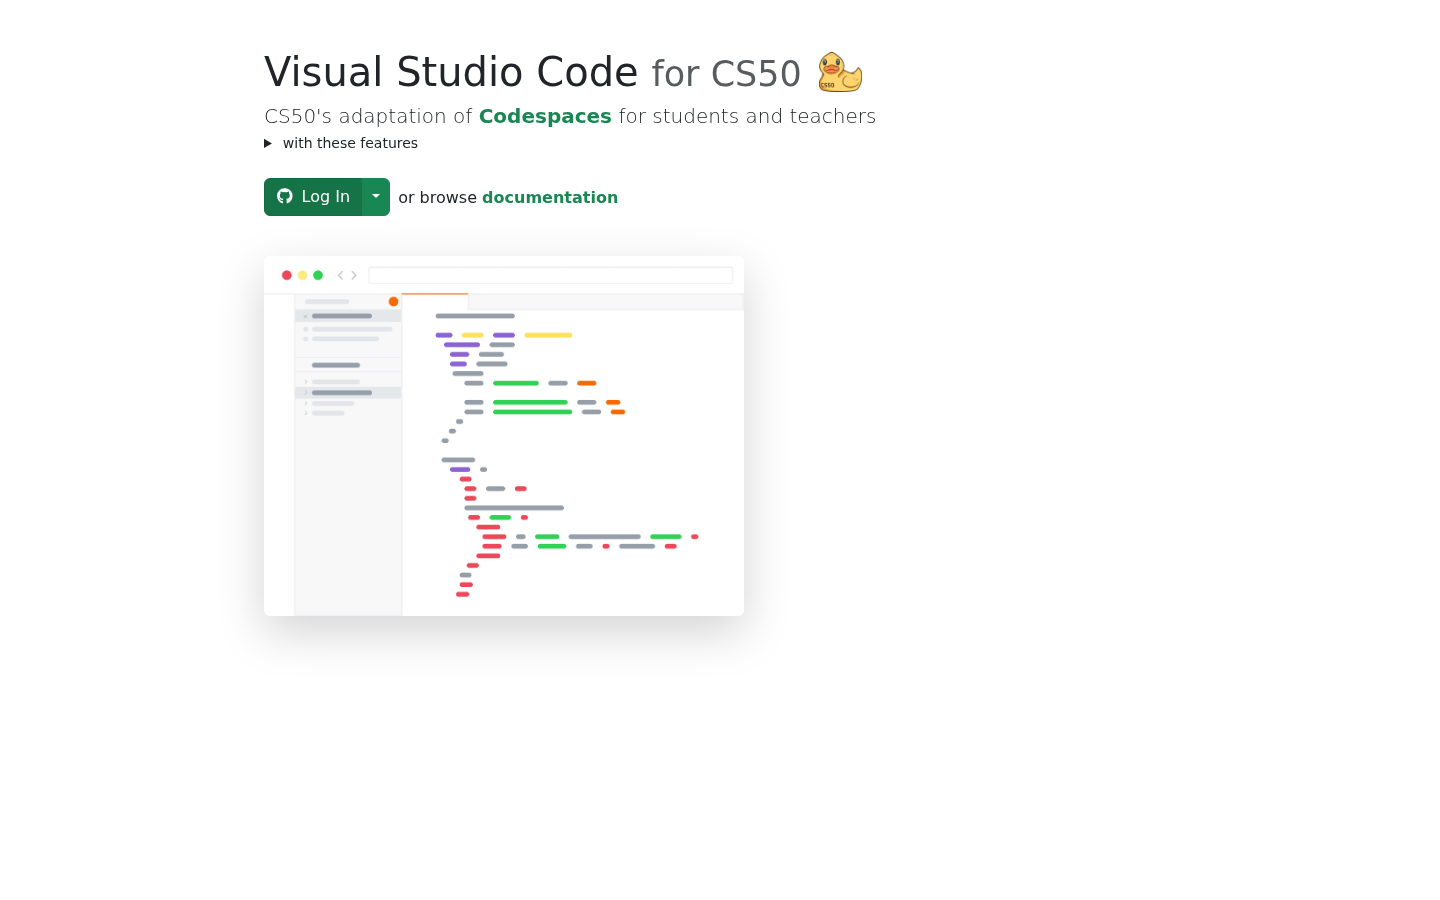 Visual Studio Code for CS50
CS50's adaptation of Codespaces for students and teachers
with these features
Log In or browse documentation